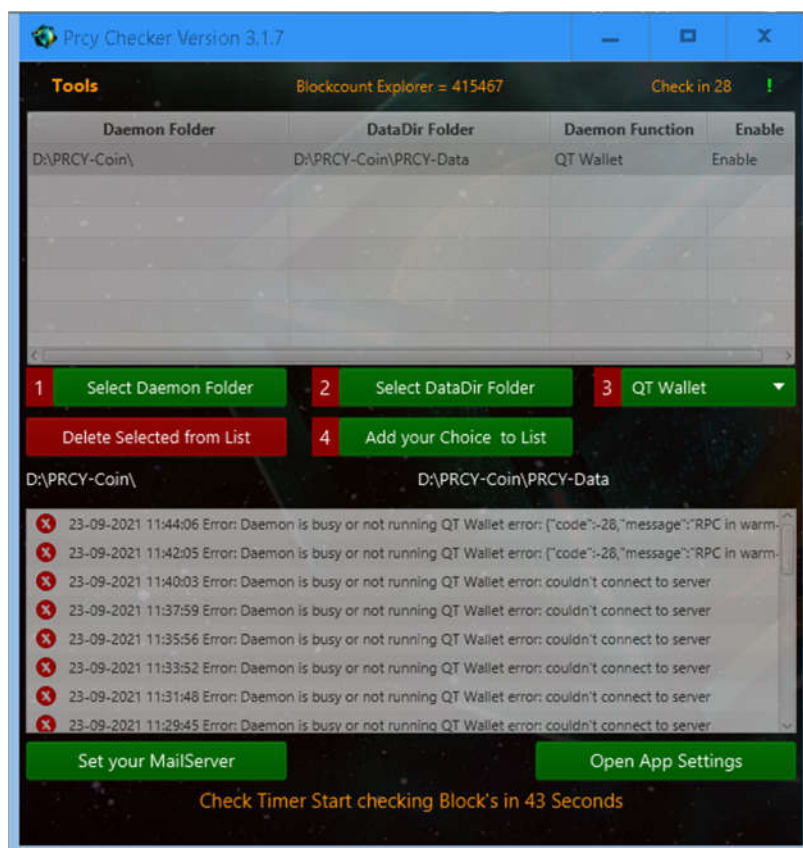 Prcy Checker Version 3.1.7
Tools Blockcount Explorer = 415467 Check in 28 !
Daemon Folder DataDir Folder Daemon Function Enable
D:\PRCY-Coin\ D:\PRCY-Coin\PRCY-Data QT Wallet Enable
1 Select Daemon Folder 2 Select DataDir Folder 3 QT Wallet
Delete Selected from List 4 Add your Choice to List
D:\PRCY-Coin\ D:\PRCY-Coin\PRCY-Data
23-09-2021 11:44:06 Error: Daemon is busy or not running QT Wallet error: {"code":-28,"message":"RPC in warm-
23-09-2021 11:42:05 Error: Daemon is busy or not running QT Wallet error: {"code":-28,"message":"RPC in warm-
23-09-2021 11:40:03 Error: Daemon is busy or not running QT Wallet error: couldn't connect to server
23-09-2021 11:37:59 Error: Daemon is busy or not running QT Wallet error: couldn't connect to server
23-09-2021 11:35:56 Error: Daemon is busy or not running QT Wallet error: couldn't connect to server
23-09-2021 11:33:52 Error: Daemon is busy or not running QT Wallet error: couldn't connect to server
23-09-2021 11:31:48 Error: Daemon is busy or not running QT Wallet error: couldn't connect to server
23-09-2021 11:29:45 Error: Daemon is busy or not running QT Wallet error: couldn't connect to server
Set your MailServer Open App Settings
Check Timer Start checking Block's in 43 Seconds